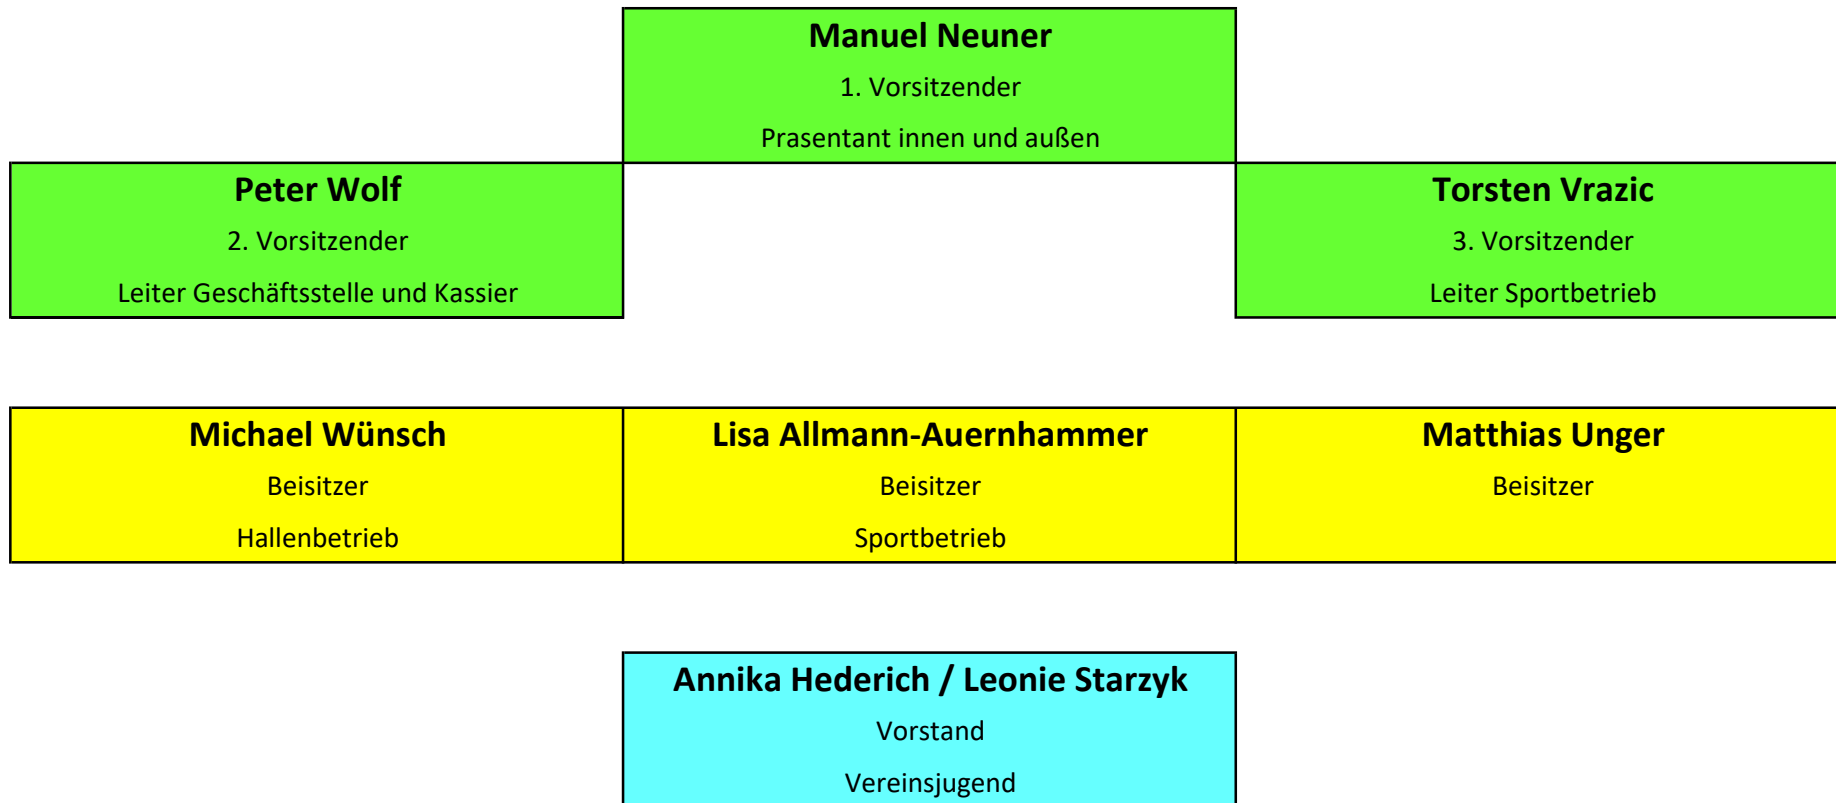 Manuel Neuner
1. Vorsitzender
Prasentant innen und außen
Peter Wolf
2. Vorsitzender
Leiter Geschäftsstelle und Kassier
Torsten Vrazic
3. Vorsitzender
Leiter Sportbetrieb
Michael Wünsch
Beisitzer
Hallenbetrieb
Lisa Allmann-Auernhammer
Beisitzer
Sportbetrieb
Matthias Unger
Beisitzer
Annika Hederich / Leonie Starzyk
Vorstand
Vereinsjugend